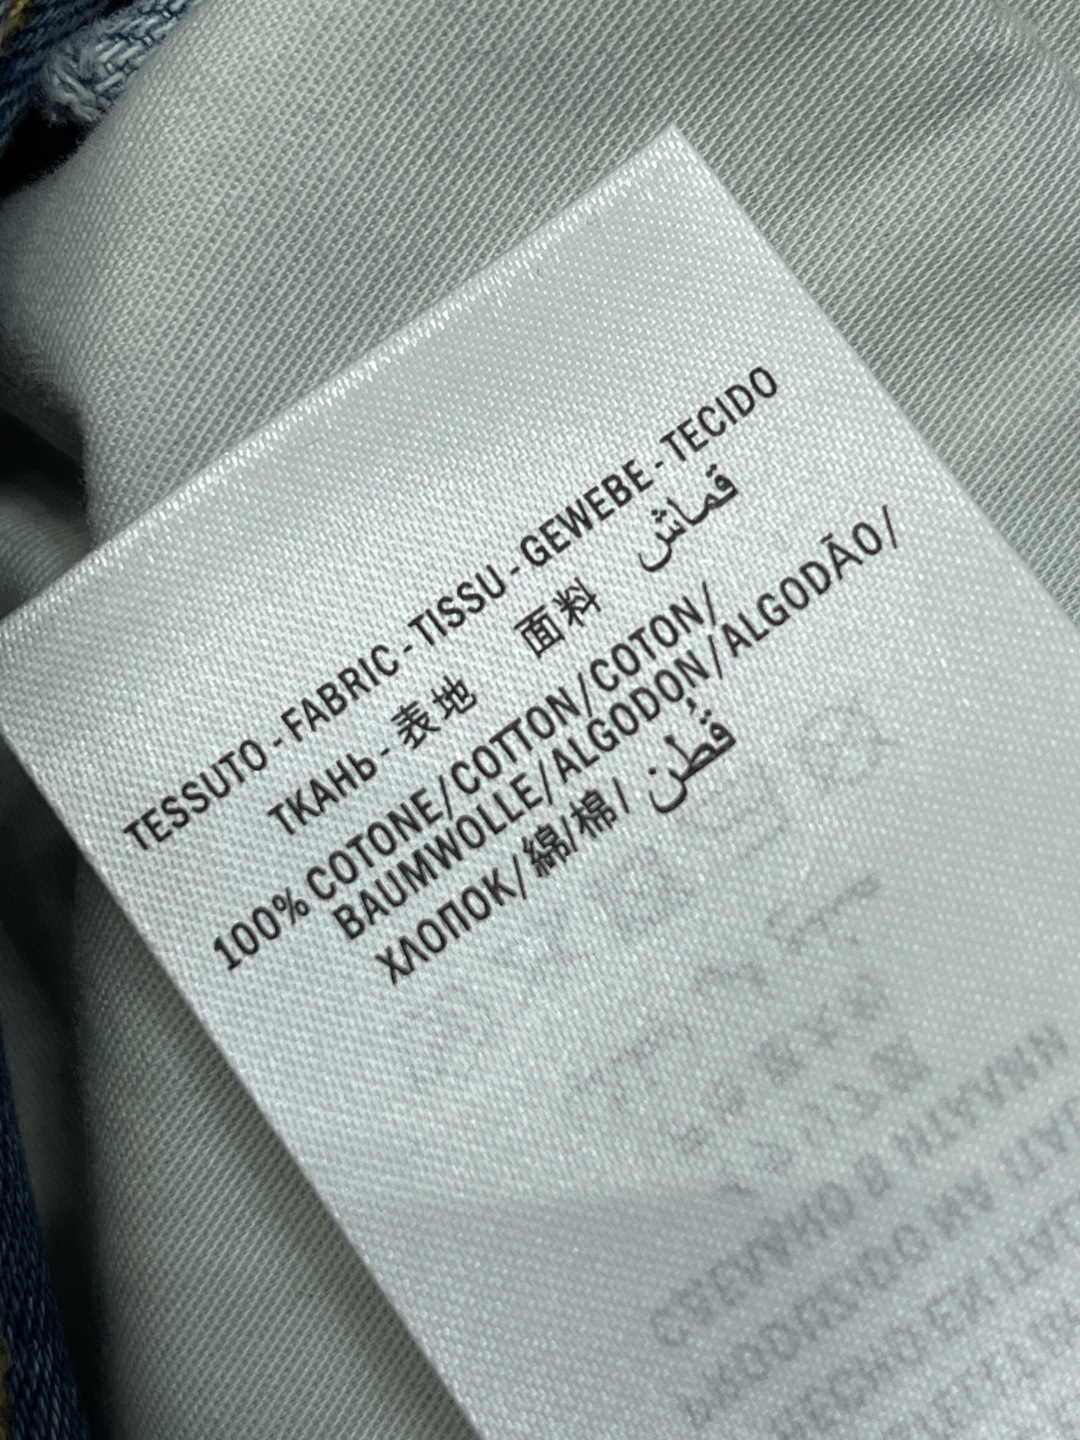 TESSUTO - FABRIC - TISSU - GEWEBE - TECIDO
ТКАНЬ - 表地 面料 قماش
100% COTONE/COTTON/COTON/
BAUMWOLLE/ALGODON/ALGODÃO/
ХЛОПОК/綿/棉/ قطن